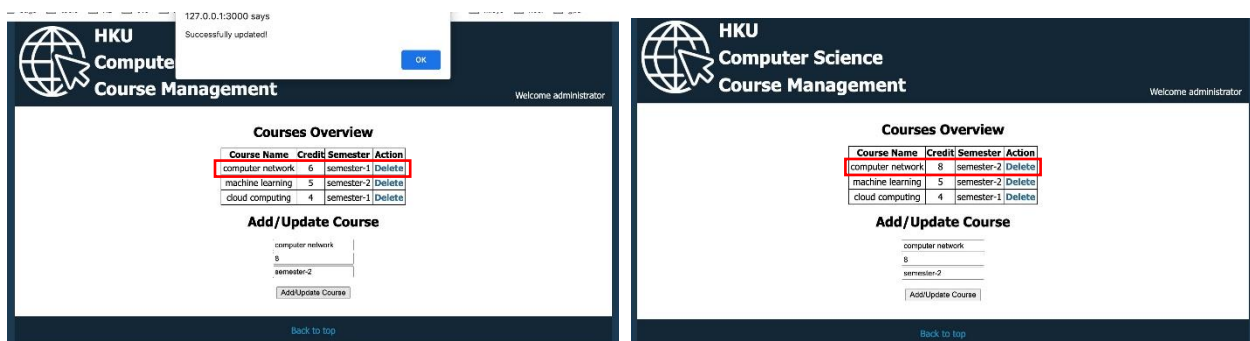 127.0.0.1:3000 says
Successfully updated!
OK
HKU
Compute
Course Management
Welcome administrator
Courses Overview
Course Name Credit Semester Action
computer network 6 semester-1 Delete
machine learning 5 semester-2 Delete
cloud computing 4 semester-1 Delete
Add/Update Course
computer network
8
semester-2
Add/Update Course
Back to top
HKU
Computer Science
Course Management
Welcome administrator
Courses Overview
Course Name Credit Semester Action
computer network 8 semester-2 Delete
machine learning 5 semester-2 Delete
cloud computing 4 semester-1 Delete
Add/Update Course
computer network
8
semester-2
Add/Update Course
Back to top